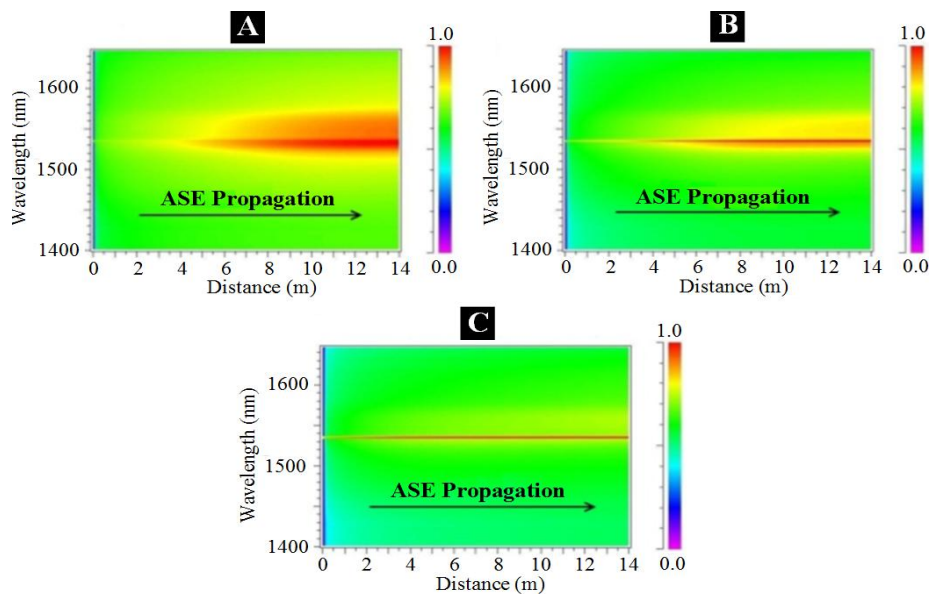 A
1.0
1600
1500
1400
Wavelength (nm)
ASE Propagation
0.0
0 2 4 6 8 10 12 14
Distance (m)
B
1.0
1600
1500
1400
Wavelength (nm)
ASE Propagation
0.0
0 2 4 6 8 10 12 14
Distance (m)
C
1.0
1600
1500
1400
Wavelength (nm)
ASE Propagation
0.0
0 2 4 6 8 10 12 14
Distance (m)